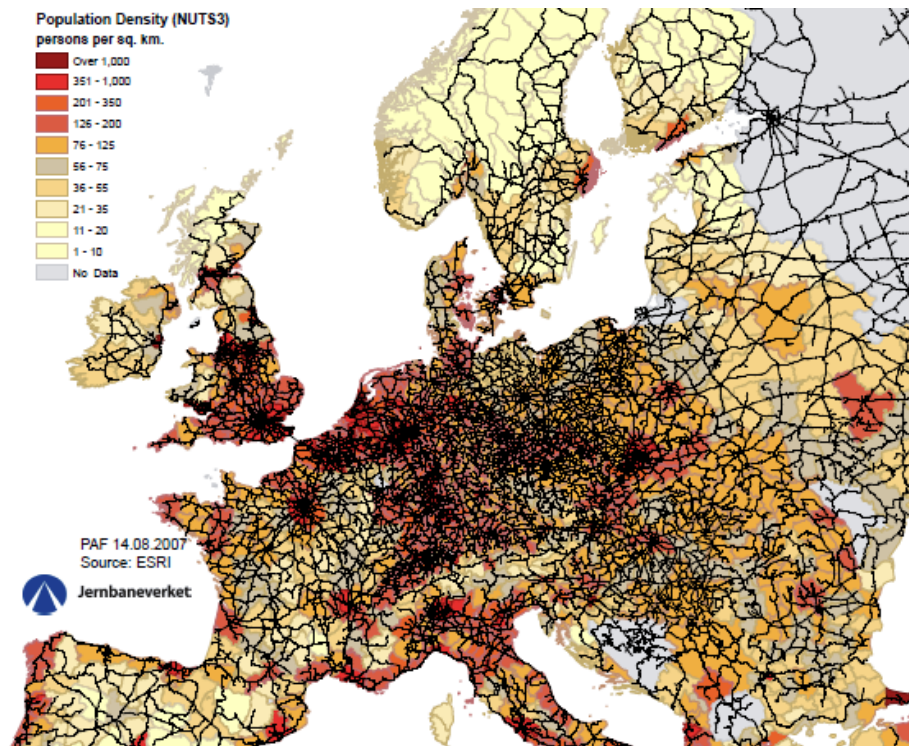 Population Density (NUTS3)
persons per sq. km.
Over 1,000
351 - 1,000
201 - 350
126 - 200
76 - 125
56 - 75
36 - 55
21 - 35
11 - 20
1 - 10
No Data
PAF 14.08.2007
Source: ESRI
Jernbaneverket